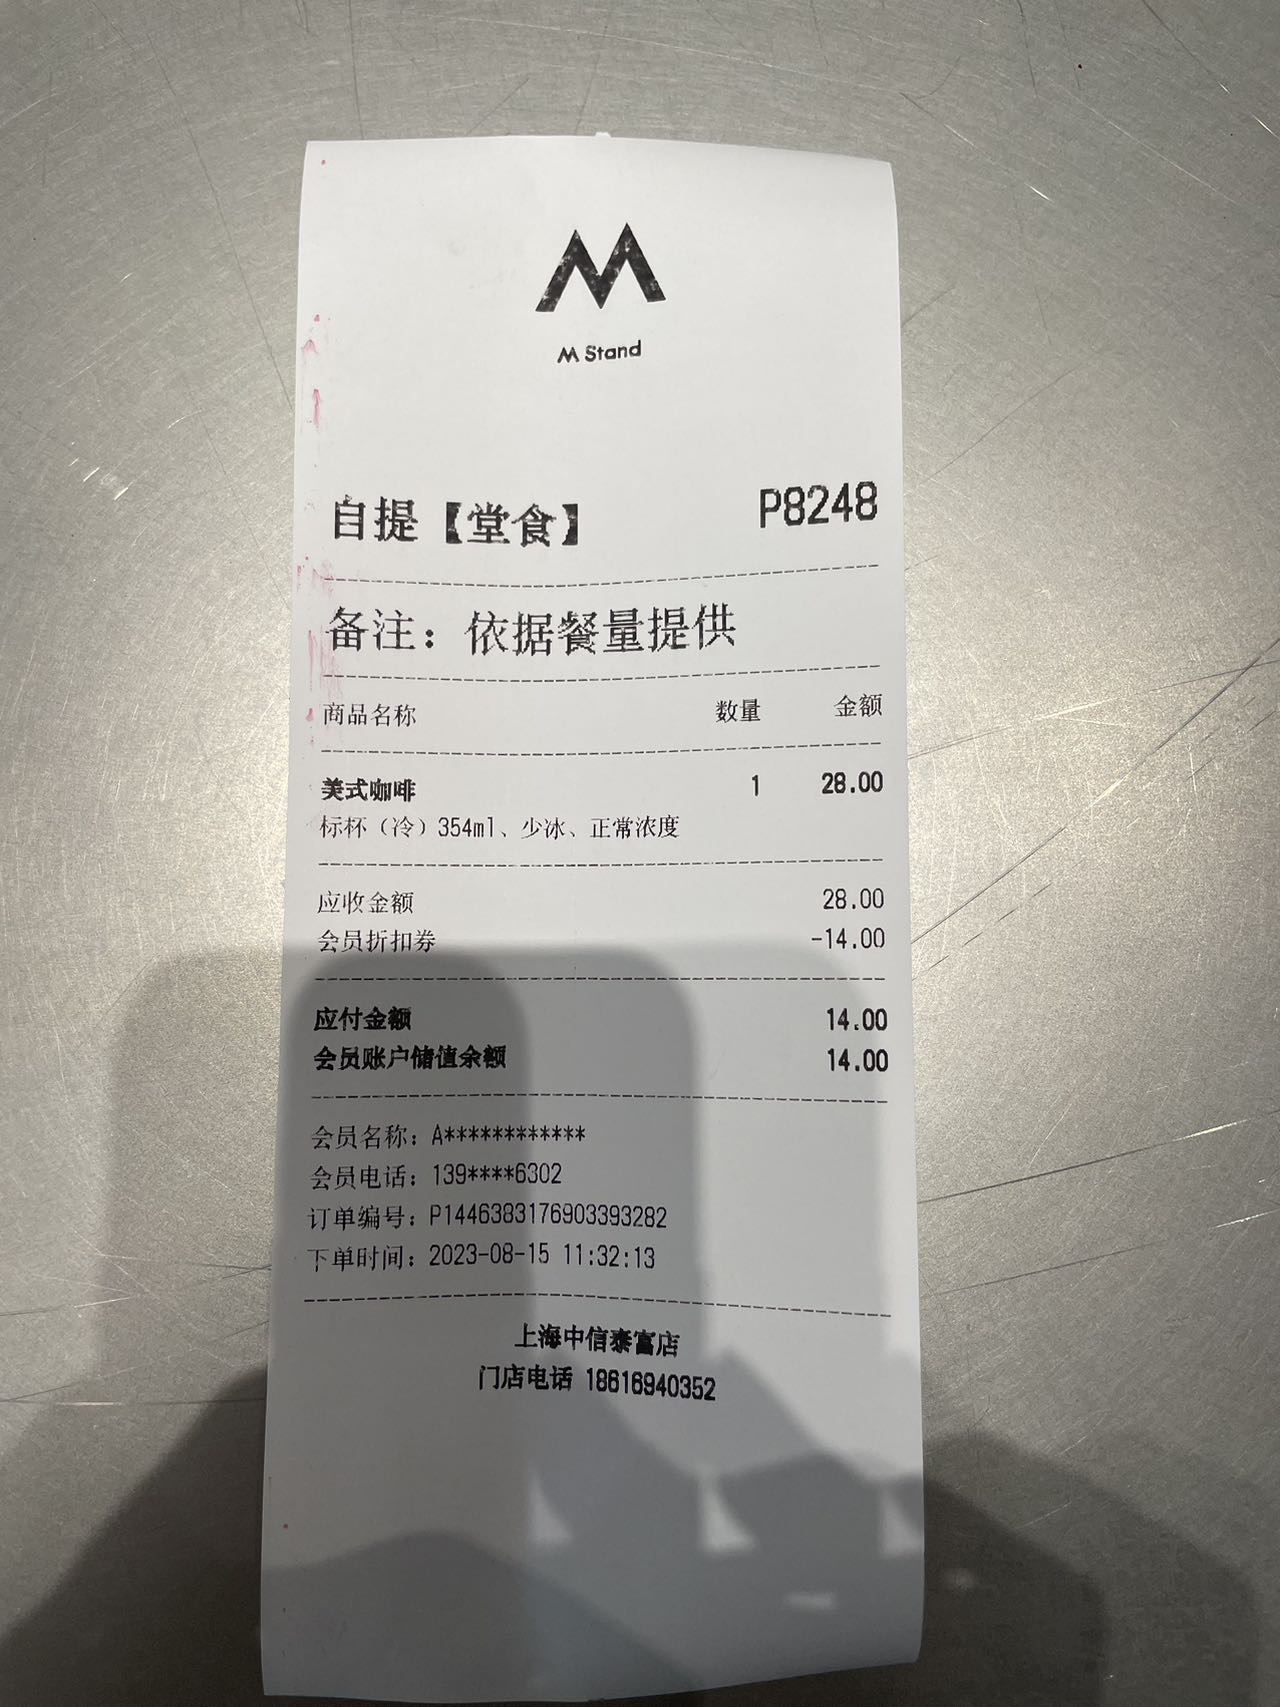 M
M Stand
自提【堂食】 P8248
备注：依据餐量提供
商品名称 数量 金额
美式咖啡 1 28.00
标杯（冷）354ml、少冰、正常浓度
应收金额 28.00
会员折扣券 -14.00
应付金额 14.00
会员账户储值余额 14.00
会员名称：A************
会员电话：139****6302
订单编号：P1446383176903393282
下单时间：2023-08-15 11:32:13
上海中信泰富店
门店电话 18616940352